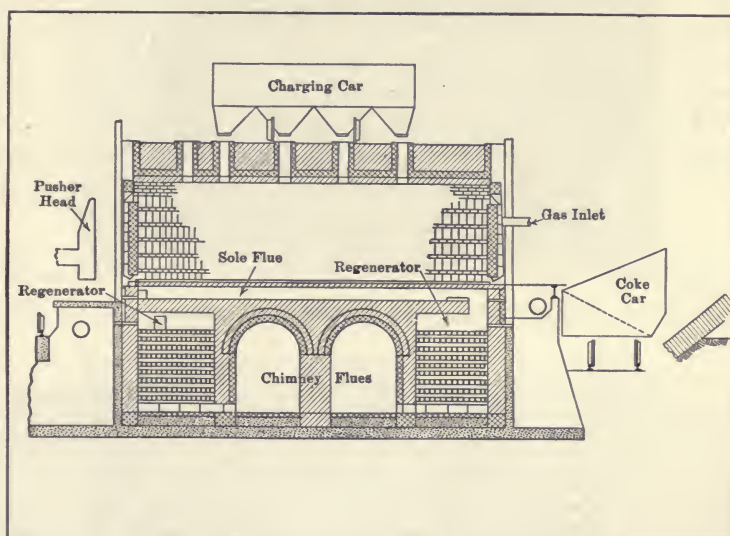 Charging Car
Pusher
Head
Gas Inlet
Sole Flue
Regenerator
Regenerator
Coke
Car
Chimney Flues